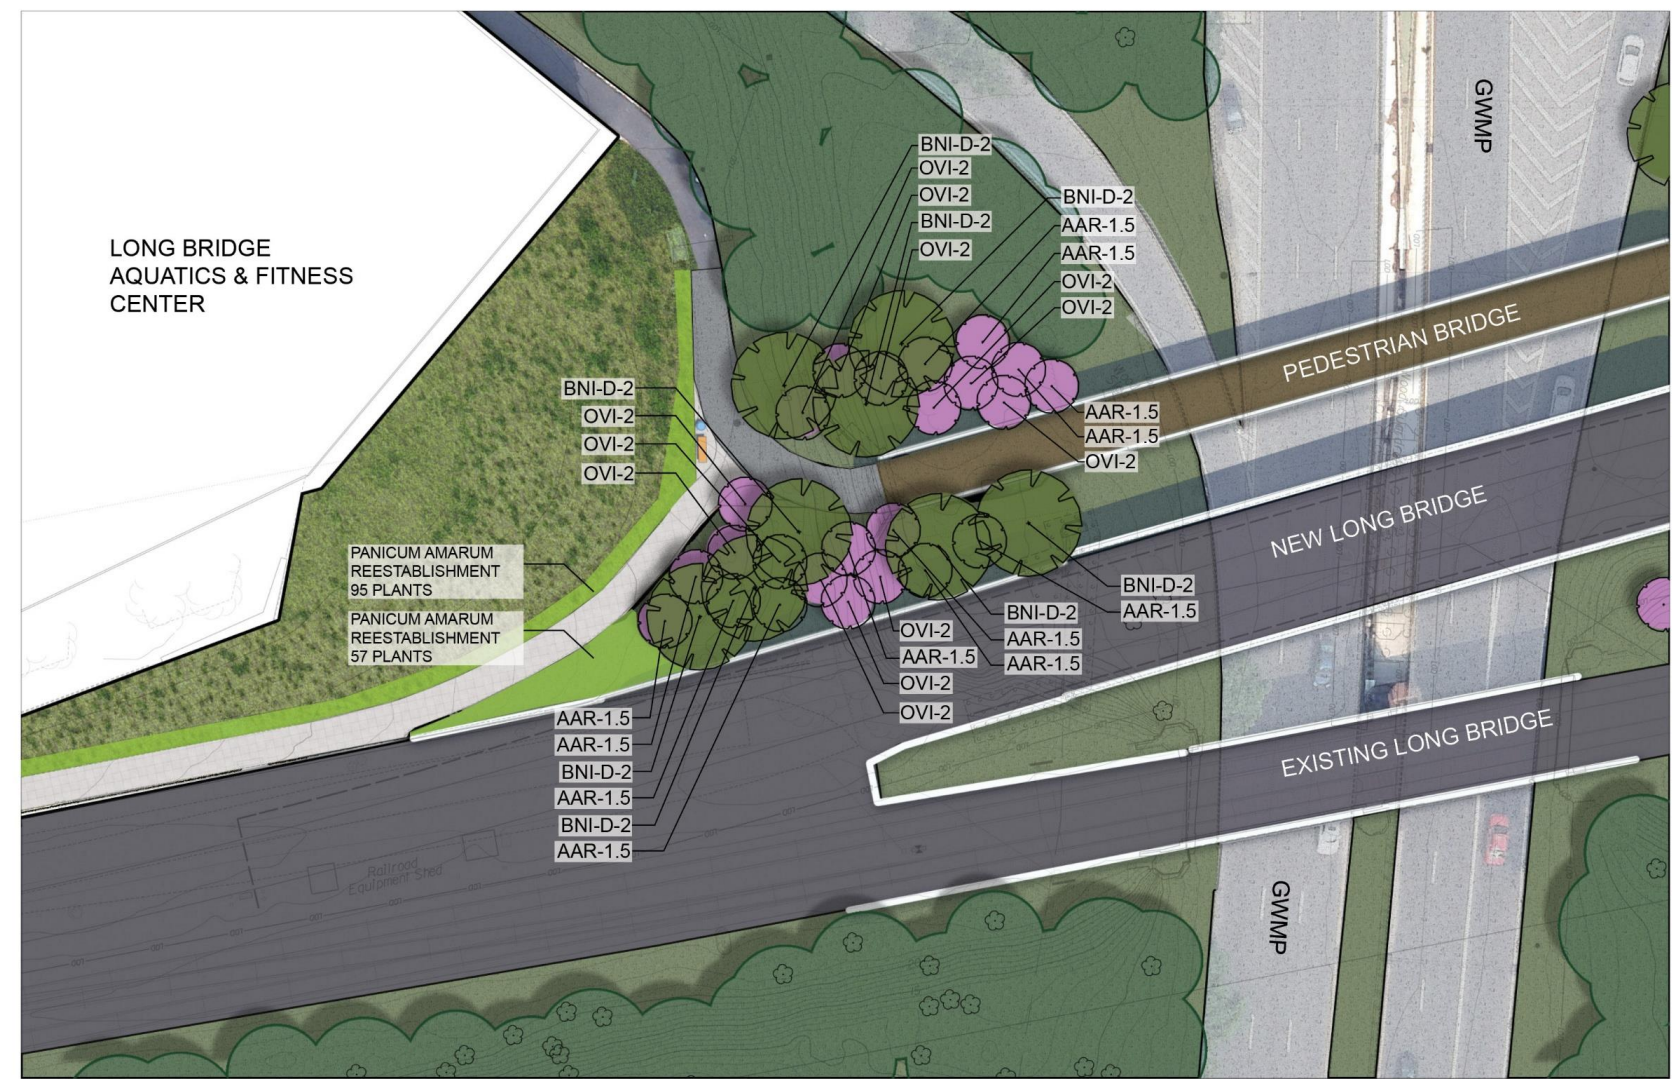 GWMP
BNI-D-2
OVI-2
OVI-2
BNI-D-2
OVI-2
BNI-D-2
AAR-1.5
AAR-1.5
OVI-2
OVI-2
LONG BRIDGE
AQUATICS & FITNESS
CENTER
PEDESTRIAN BRIDGE
BNI-D-2
OVI-2
OVI-2
OVI-2
AAR-1.5
AAR-1.5
OVI-2
NEW LONG BRIDGE
PANICUM AMARUM
REESTABLISHMENT
95 PLANTS
PANICUM AMARUM
REESTABLISHMENT
57 PLANTS
BNI-D-2
AAR-1.5
BNI-D-2
AAR-1.5
AAR-1.5
OVI-2
AAR-1.5
OVI-2
OVI-2
AAR-1.5
AAR-1.5
BNI-D-2
AAR-1.5
BNI-D-2
AAR-1.5
EXISTING LONG BRIDGE
Railroad
Equipment Shed
GWMP